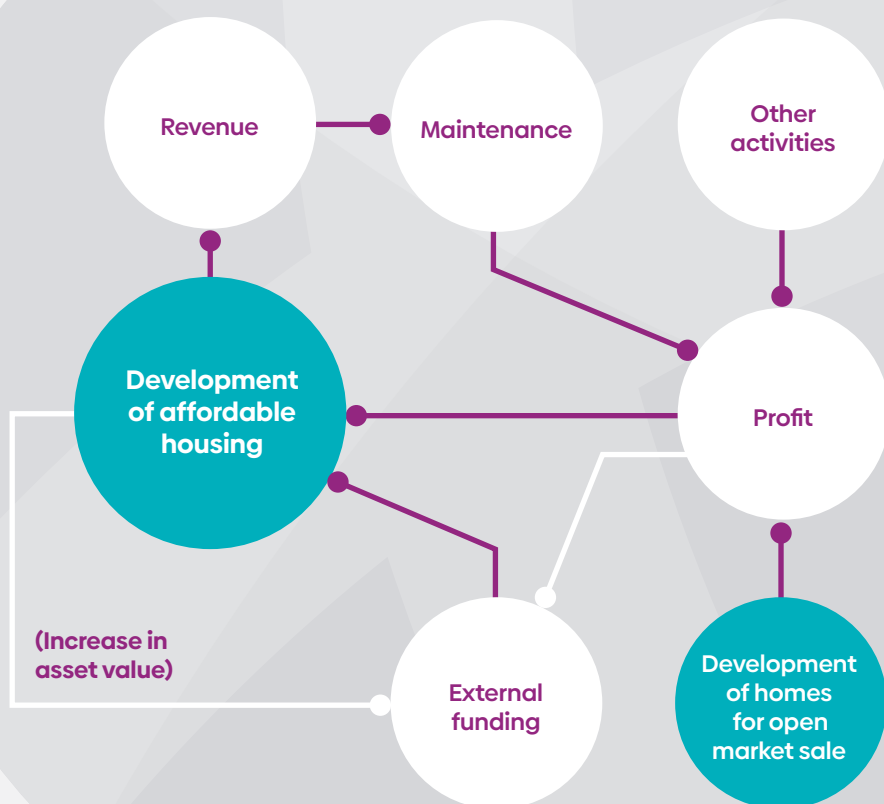 Revenue
Maintenance
Other
activities
Development
of affordable
housing
Profit
(Increase in
asset value)
External
funding
Development
of homes
for open
market sale